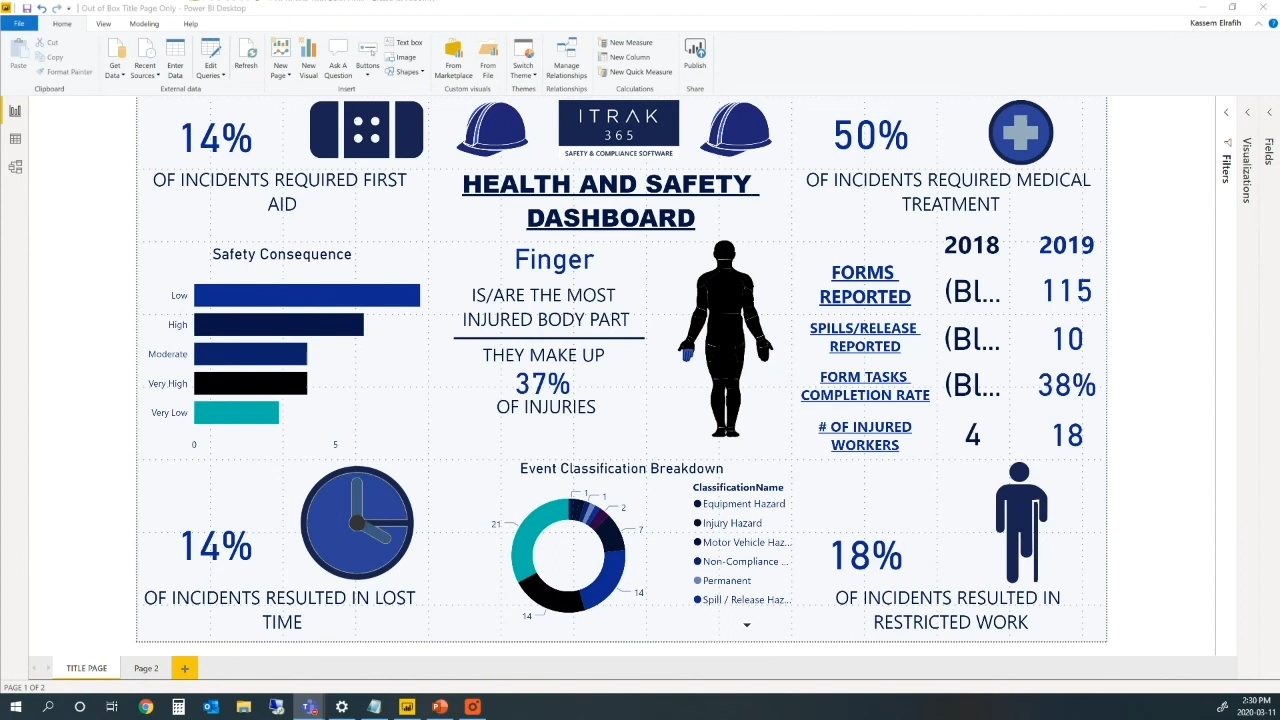 Out of Box Title Page Only - Power BI Desktop
File
Home
View
Modeling
Help
Kassem Elrafih
Paste
Cut
Copy
Format Painter
Clipboard
Get Data
Recent Sources
Enter Data
Edit Queries
Refresh
External data
New Page
New Visual
Ask A Question
Buttons
Text box
Image
Shapes
Insert
From Marketplace
From File
Custom visuals
Switch Theme
Themes
Manage Relationships
Relationships
New Measure
New Column
New Quick Measure
Calculations
Publish
Share
14%
OF INCIDENTS REQUIRED FIRST
AID
ITRAK
365
SAFETY & COMPLIANCE SOFTWARE
HEALTH AND SAFETY
DASHBOARD
50%
OF INCIDENTS REQUIRED MEDICAL
TREATMENT
Safety Consequence
Low
High
Moderate
Very High
Very Low
0 5
Finger
IS/ARE THE MOST
INJURED BODY PART
THEY MAKE UP
37%
OF INJURIES
2018 2019
FORMS
REPORTED
(Bl... 115
SPILLS/RELEASE
REPORTED
(Bl... 10
FORM TASKS
COMPLETION RATE
(Bl... 38%
# OF INJURED
WORKERS
4 18
14%
OF INCIDENTS RESULTED IN LOST
TIME
Event Classification Breakdown
1
1
2
7
14
14
21
ClassificationName
Equipment Hazard
Injury Hazard
Motor Vehicle Haz...
Non-Compliance ...
Permanent
Spill / Release Haz...
18%
OF INCIDENTS RESULTED IN
RESTRICTED WORK
Filters
Visualizations
Fields
TITLE PAGE
Page 2
PAGE 1 OF 2
2:30 PM
2020-03-11